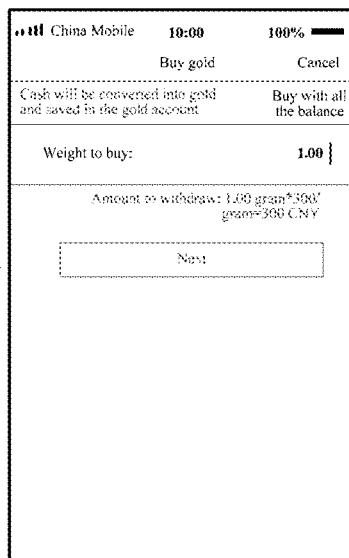 China Mobile 10:00 100%
Buy gold Cancel
Cash will be converted into gold
and saved in the gold account
Buy with all
the balance
Weight to buy: 1.00
Amount to withdraw: 1.00 gram*300/
gram=300 CNY
Next